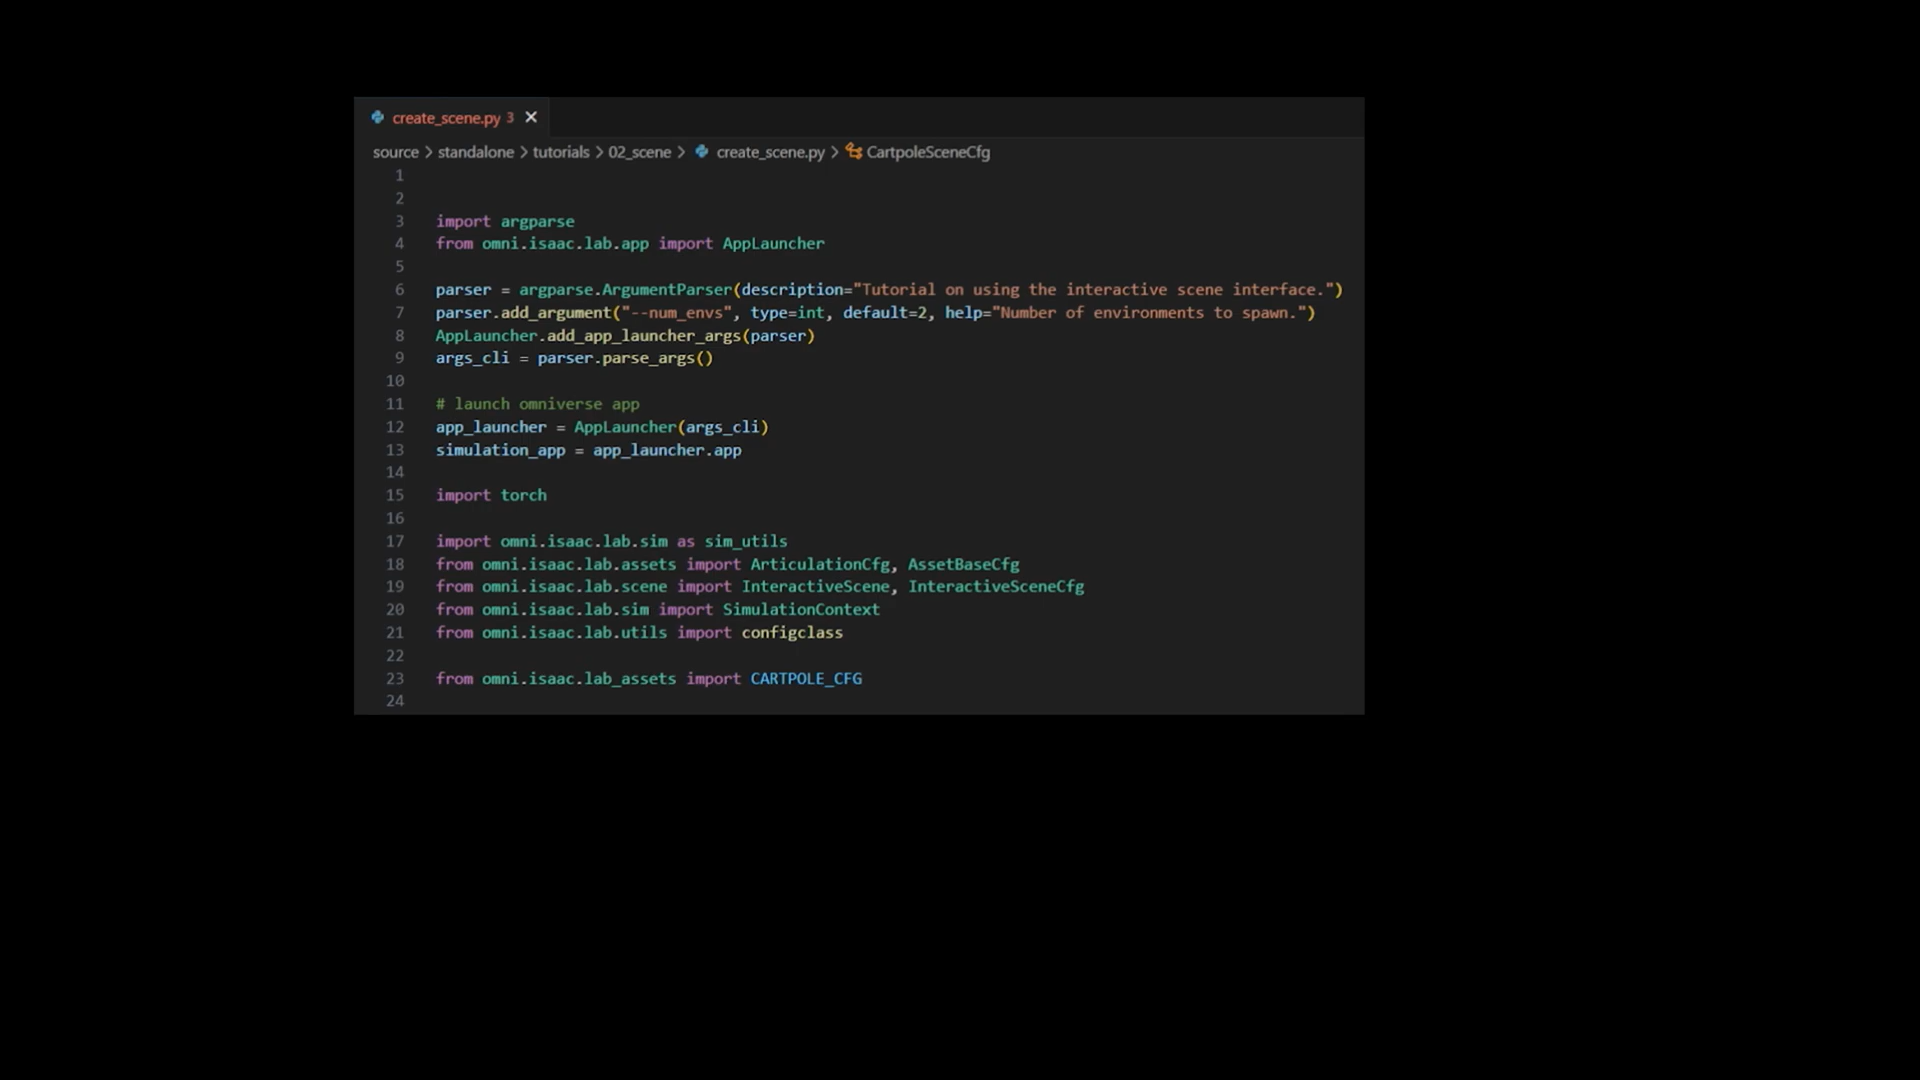 create_scene.py 3
source > standalone > tutorials > 02_scene > create_scene.py > CartpoleSceneCfg
1
2
3 import argparse
4 from omni.isaac.lab.app import AppLauncher
5
6 parser = argparse.ArgumentParser(description="Tutorial on using the interactive scene interface.")
7 parser.add_argument("--num_envs", type=int, default=2, help="Number of environments to spawn.")
8 AppLauncher.add_app_launcher_args(parser)
9 args_cli = parser.parse_args()
10
11 # launch omniverse app
12 app_launcher = AppLauncher(args_cli)
13 simulation_app = app_launcher.app
14
15 import torch
16
17 import omni.isaac.lab.sim as sim_utils
18 from omni.isaac.lab.assets import ArticulationCfg, AssetBaseCfg
19 from omni.isaac.lab.scene import InteractiveScene, InteractiveSceneCfg
20 from omni.isaac.lab.sim import SimulationContext
21 from omni.isaac.lab.utils import configclass
22
23 from omni.isaac.lab_assets import CARTPOLE_CFG
24